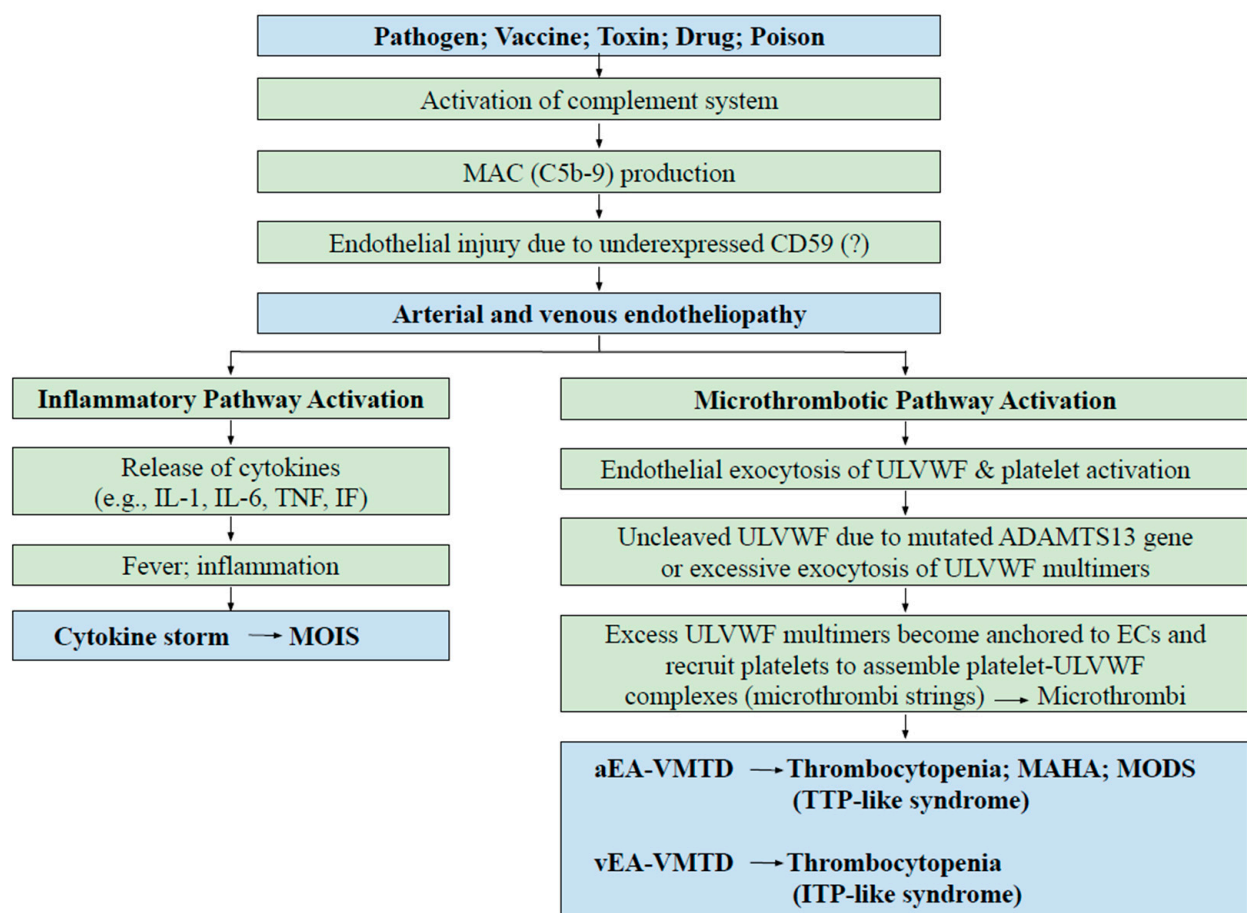 Pathogen; Vaccine; Toxin; Drug; Poison
Activation of complement system
MAC (C5b-9) production
Endothelial injury due to underexpressed CD59 (?)
Arterial and venous endotheliopathy
Inflammatory Pathway Activation
Release of cytokines
(e.g., IL-1, IL-6, TNF, IF)
Fever; inflammation
Cytokine storm → MOIS
Microthrombotic Pathway Activation
Endothelial exocytosis of ULVWF & platelet activation
Uncleaved ULVWF due to mutated ADAMTS13 gene
or excessive exocytosis of ULVWF multimers
Excess ULVWF multimers become anchored to ECs and
recruit platelets to assemble platelet-ULVWF
complexes (microthrombi strings) → Microthrombi
aEA-VMTD → Thrombocytopenia; MAHA; MODS
(TTP-like syndrome)
vEA-VMTD → Thrombocytopenia
(ITP-like syndrome)